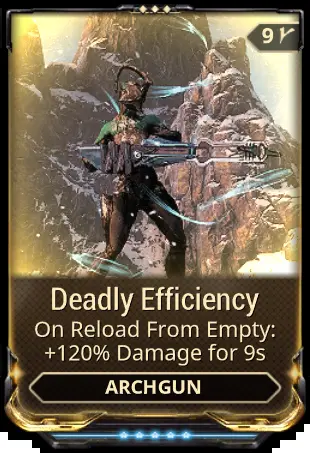 9
Deadly Efficiency
On Reload From Empty:
+120% Damage for 9s
ARCHGUN